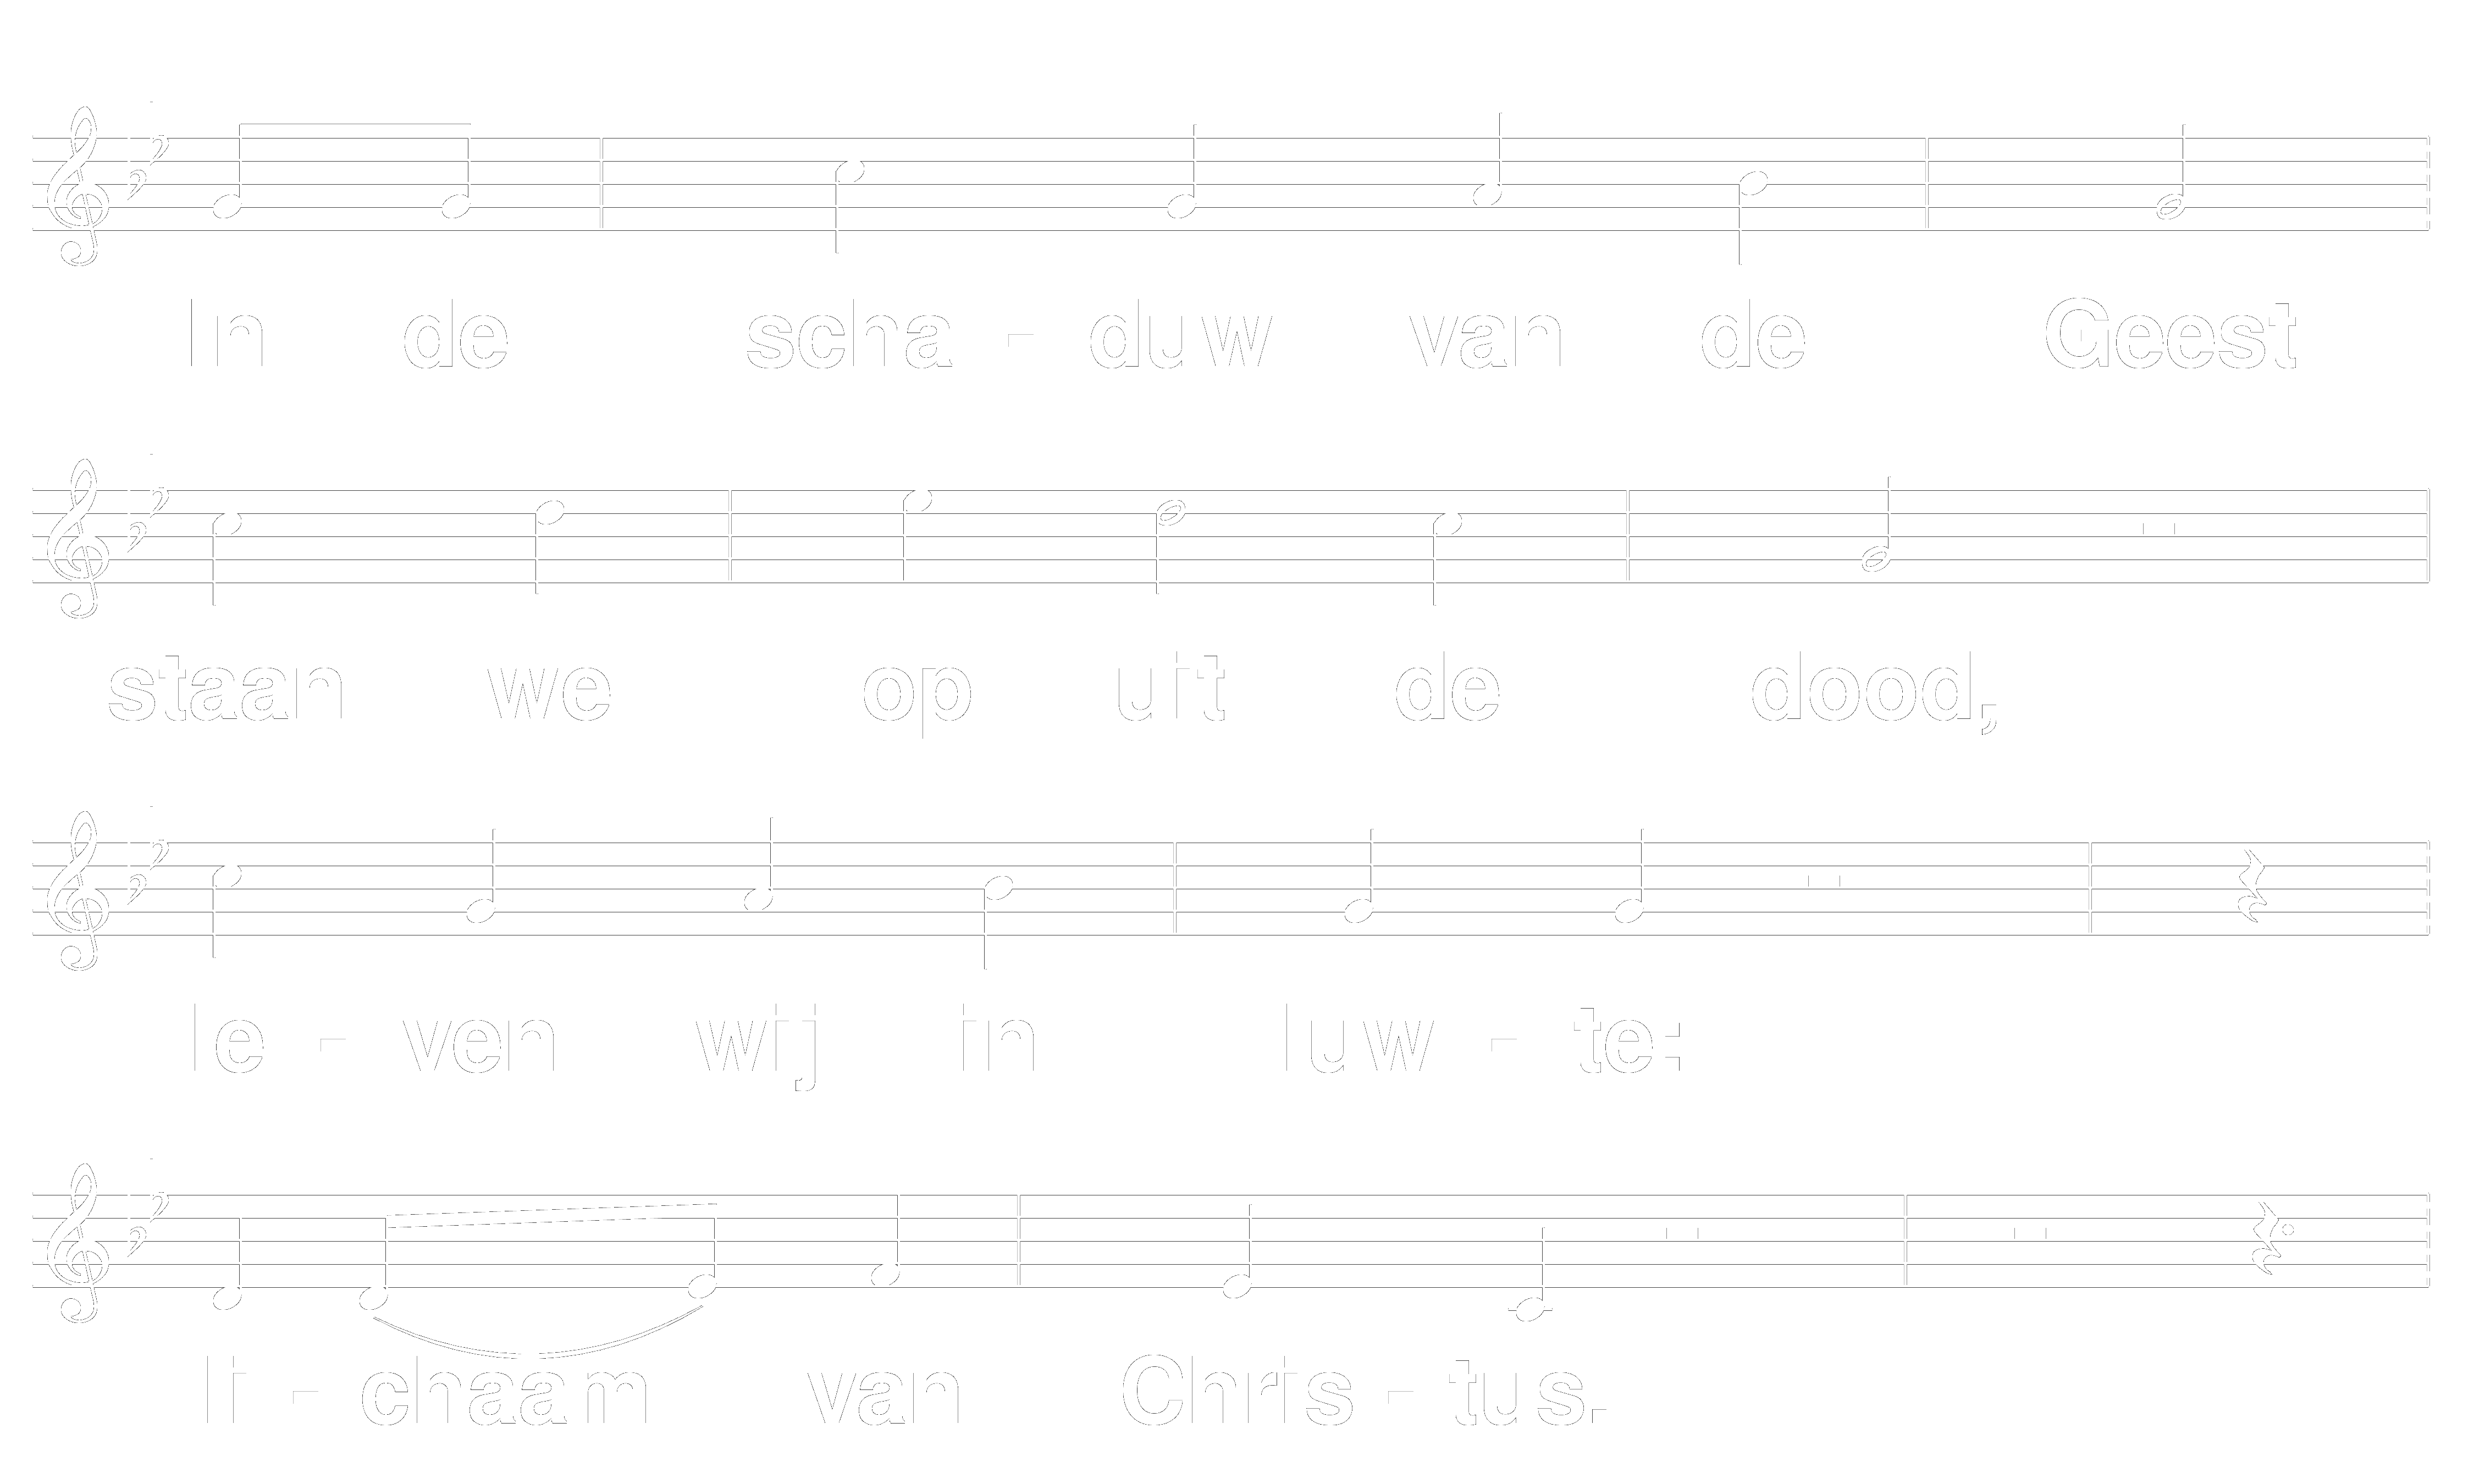 In de scha - duw van de Geest
staan we op uit de dood,
le - ven wij in luw - te:
li - chaam van Chris - tus.